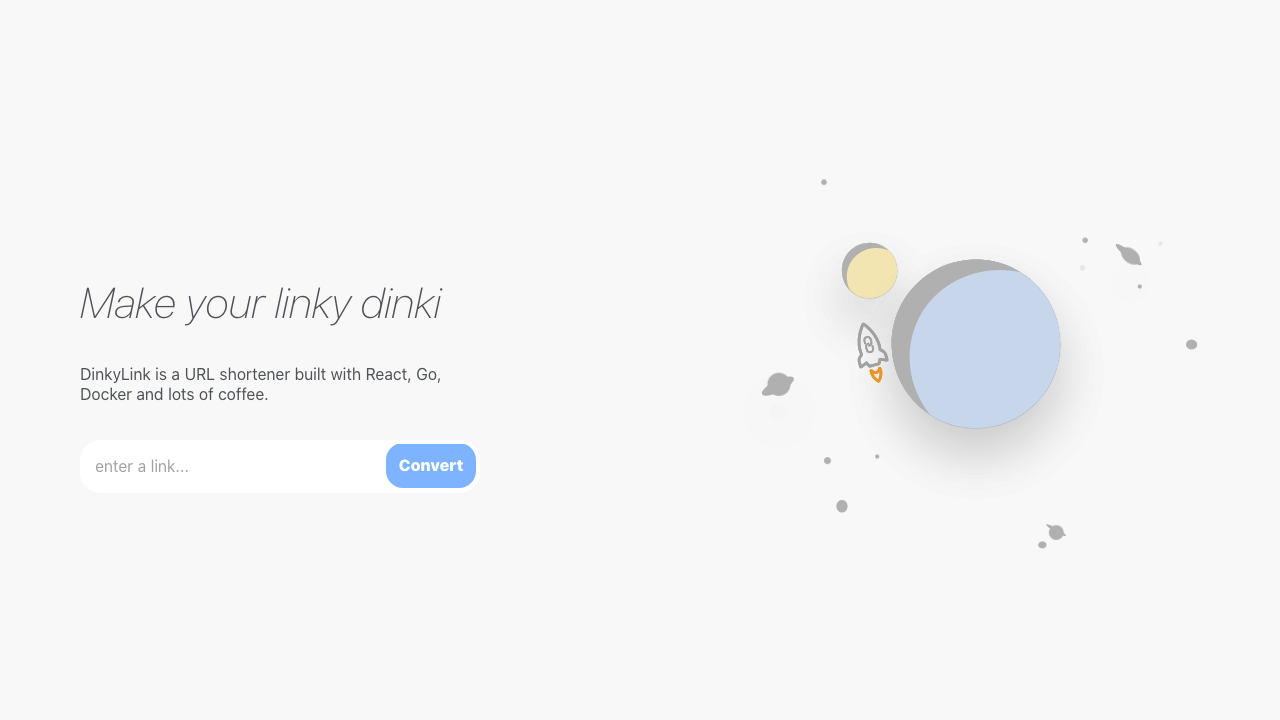 Make your linky dinki
DinkyLink is a URL shortener built with React, Go,
Docker and lots of coffee.
enter a link...
Convert